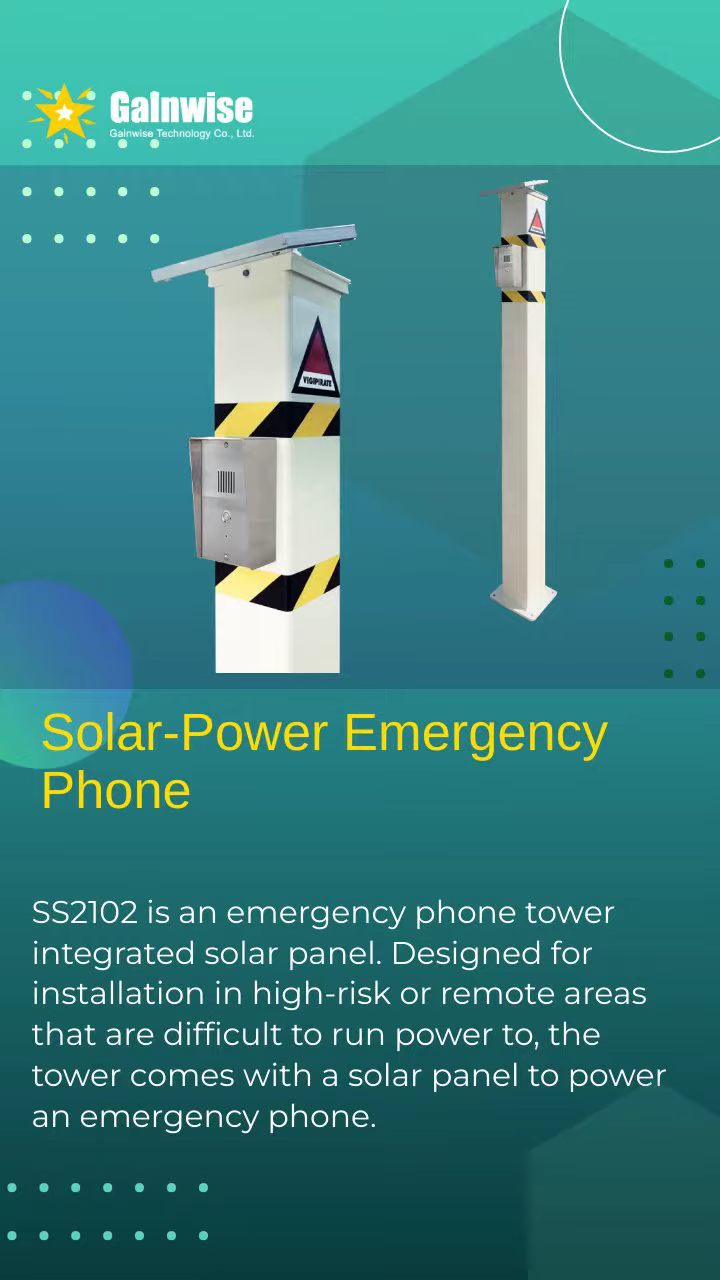 Gainwise
Gainwise Technology Co., Ltd.
VIGIPIRATE
Solar-Power Emergency
Phone
SS2102 is an emergency phone tower
integrated solar panel. Designed for
installation in high-risk or remote areas
that are difficult to run power to, the
tower comes with a solar panel to power
an emergency phone.